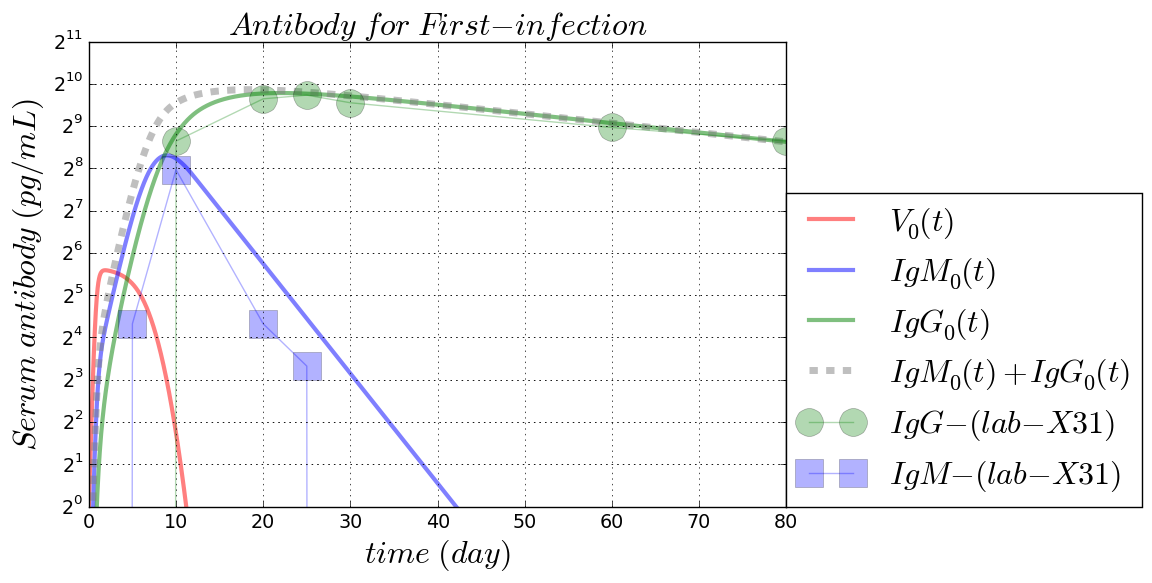 Antibody for First−infection
Serum antibody (pg/mL)
2^11
2^10
2^9
2^8
2^7
2^6
2^5
2^4
2^3
2^2
2^1
2^0
0 10 20 30 40 50 60 70 80
time (day)
V_0(t)
IgM_0(t)
IgG_0(t)
IgM_0(t)+IgG_0(t)
IgG−(lab−X31)
IgM−(lab−X31)